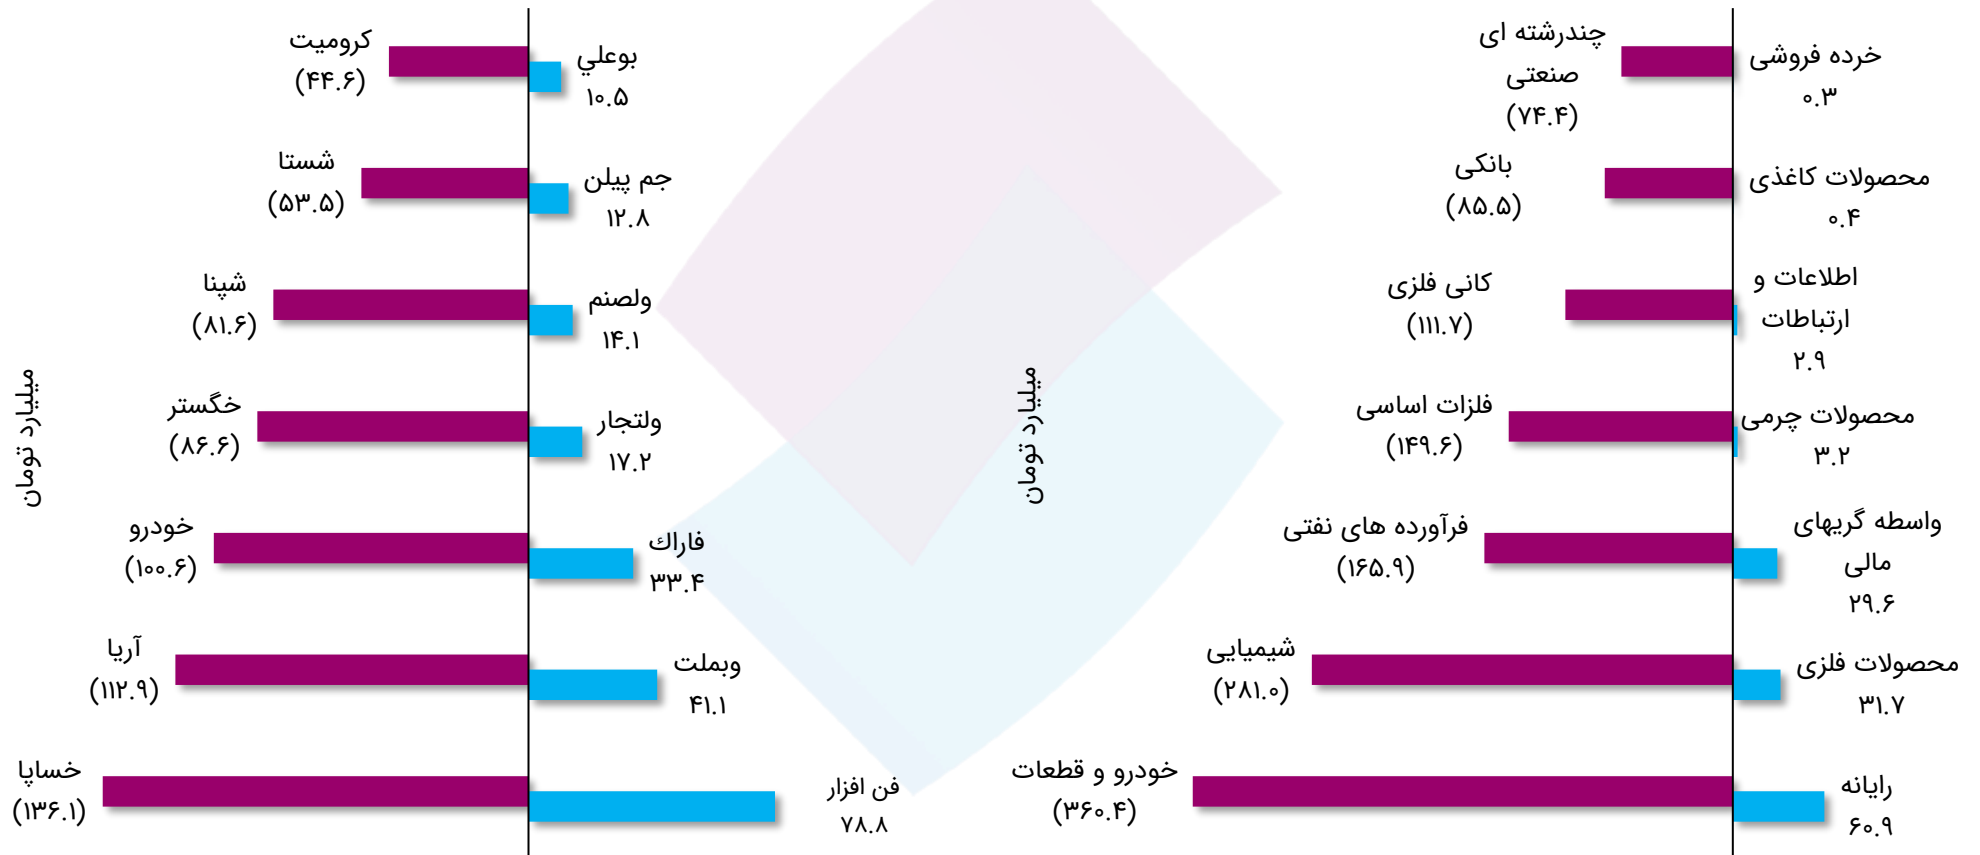 خرده فروشی
۰.۳
چندرشته ای
صنعتی
(۷۴.۴)
محصولات کاغذی
۰.۴
بانکی
(۸۵.۵)
اطلاعات و
ارتباطات
۲.۹
کانی فلزی
(۱۱۱.۷)
محصولات چرمی
۳.۲
فلزات اساسی
(۱۴۹.۶)
واسطه گریهای
مالی
۲۹.۶
فرآورده های نفتی
(۱۶۵.۹)
محصولات فلزی
۳۱.۷
شیمیایی
(۲۸۱.۰)
رایانه
۶۰.۹
خودرو و قطعات
(۳۶۰.۴)
میلیارد تومان
بوعلي
۱۰.۵
کرومیت
(۴۴.۶)
جم پیلن
۱۲.۸
شستا
(۵۳.۵)
ولصنم
۱۴.۱
شپنا
(۸۱.۶)
ولتجار
۱۷.۲
خگستر
(۸۶.۶)
فاراك
۳۳.۴
خودرو
(۱۰۰.۶)
وبملت
۴۱.۱
آریا
(۱۱۲.۹)
فن افزار
۷۸.۸
خساپا
(۱۳۶.۱)
میلیارد تومان